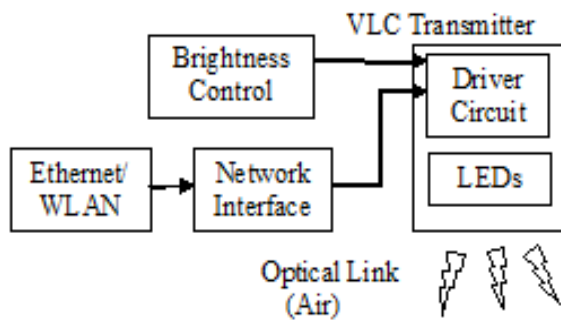 VLC Transmitter
Brightness
Control
Driver
Circuit
Ethernet/
WLAN
Network
Interface
LEDs
Optical Link
(Air)